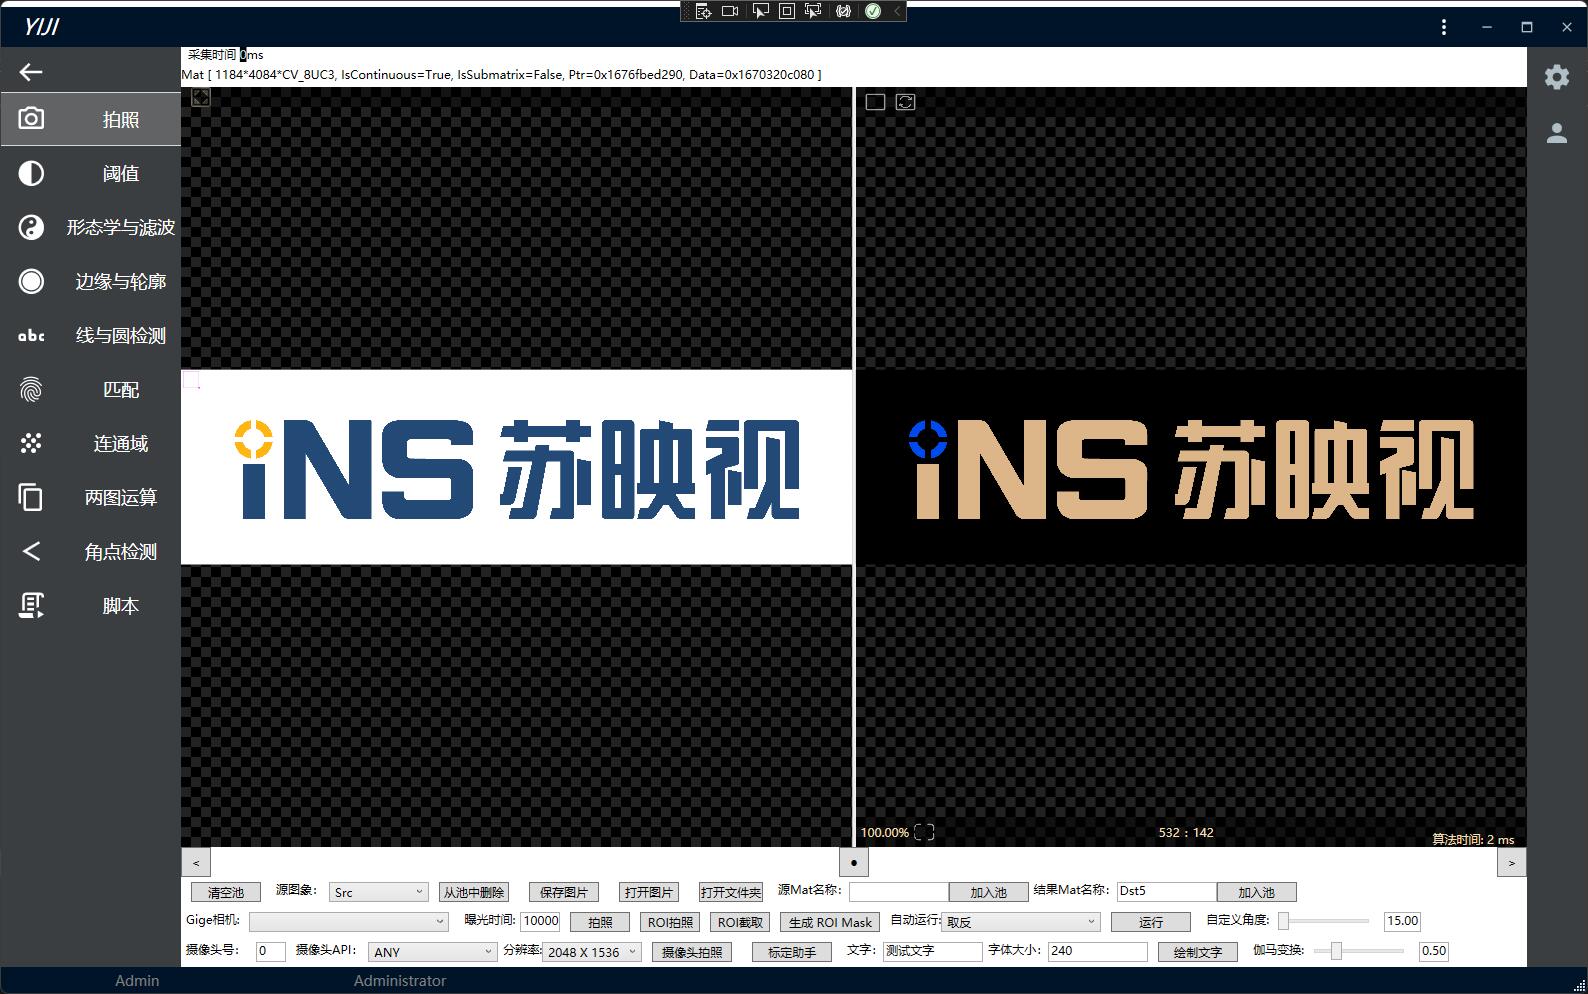 YIJI
采集时间 0ms
Mat [ 1184*4084*CV_8UC3, IsContinuous=True, IsSubmatrix=False, Ptr=0x1676fbed290, Data=0x1670320c080 ]
拍照
阈值
形态学与滤波
边缘与轮廓
abc 线与圆检测
匹配
连通域
两图运算
角点检测
脚本
iNS 苏映视
iNS 苏映视
100.00% 532 : 142 算法时间: 2 ms
< ● >
清空池 源图象: Src 从池中删除 保存图片 打开图片 打开文件夹 源Mat名称: 加入池 结果Mat名称: Dst5 加入池
Gige相机: 曝光时间: 10000 拍照 ROI拍照 ROI截取 生成 ROI Mask 自动运行: 取反 运行 自定义角度: 15.00
摄像头号: 0 摄像头API: ANY 分辨率: 2048 X 1536 摄像头拍照 标定助手 文字: 测试文字 字体大小: 240 绘制文字 伽马变换: 0.50
Admin Administrator